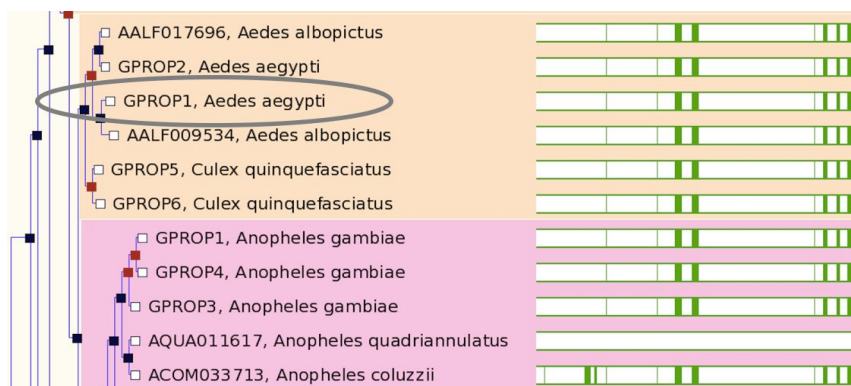 AALF017696, Aedes albopictus
GPROP2, Aedes aegypti
GPROP1, Aedes aegypti
AALF009534, Aedes albopictus
GPROP5, Culex quinquefasciatus
GPROP6, Culex quinquefasciatus
GPROP1, Anopheles gambiae
GPROP4, Anopheles gambiae
GPROP3, Anopheles gambiae
AQUA011617, Anopheles quadriannulatus
ACOM033713, Anopheles coluzzii